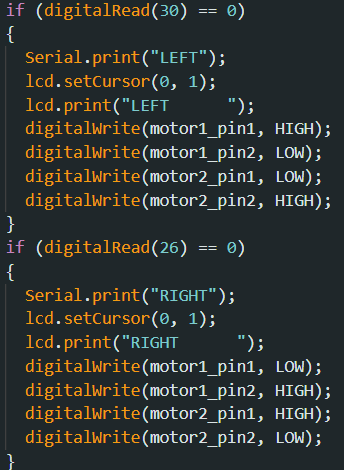 if (digitalRead(30) == 0)
{
  Serial.print("LEFT");
  lcd.setCursor(0, 1);
  lcd.print("LEFT      ");
  digitalWrite(motor1_pin1, HIGH);
  digitalWrite(motor1_pin2, LOW);
  digitalWrite(motor2_pin1, LOW);
  digitalWrite(motor2_pin2, HIGH);
}
if (digitalRead(26) == 0)
{
  Serial.print("RIGHT");
  lcd.setCursor(0, 1);
  lcd.print("RIGHT      ");
  digitalWrite(motor1_pin1, LOW);
  digitalWrite(motor1_pin2, HIGH);
  digitalWrite(motor2_pin1, HIGH);
  digitalWrite(motor2_pin2, LOW);
}